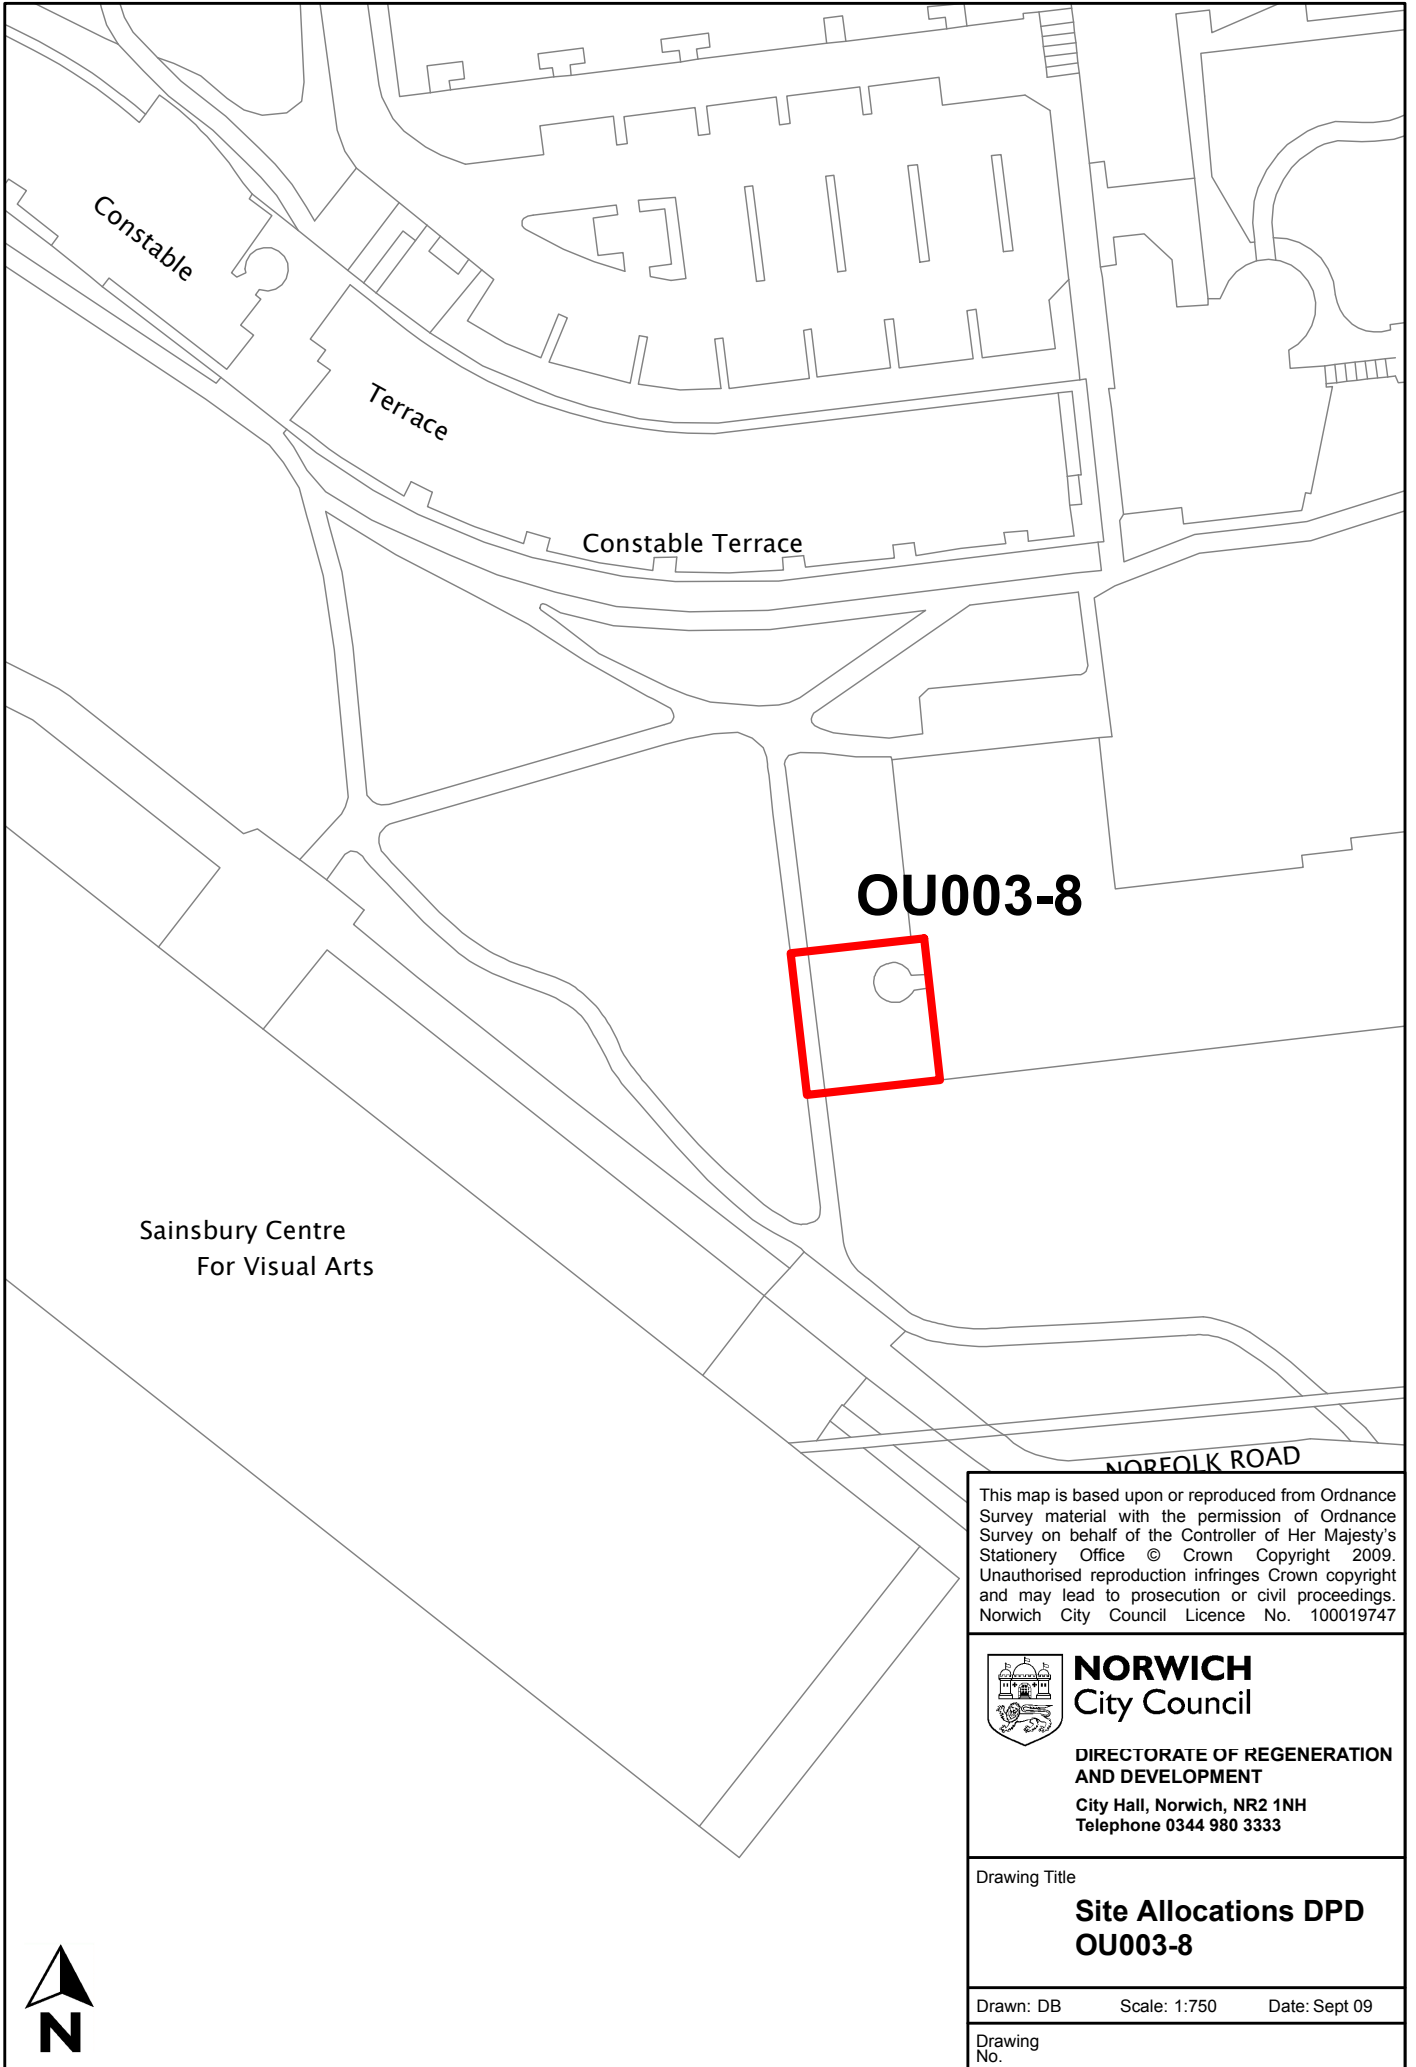 Constable
Terrace
Constable Terrace
OU003-8
Sainsbury Centre
For Visual Arts
NORFOLK ROAD
This map is based upon or reproduced from Ordnance
Survey material with the permission of Ordnance
Survey on behalf of the Controller of Her Majesty's
Stationery Office © Crown Copyright 2009.
Unauthorised reproduction infringes Crown copyright
and may lead to prosecution or civil proceedings.
Norwich City Council Licence No. 100019747
NORWICH
City Council
DIRECTORATE OF REGENERATION
AND DEVELOPMENT
City Hall, Norwich, NR2 1NH
Telephone 0344 980 3333
Drawing Title
Site Allocations DPD
OU003-8
Drawn: DB Scale: 1:750 Date: Sept 09
Drawing
No.
N